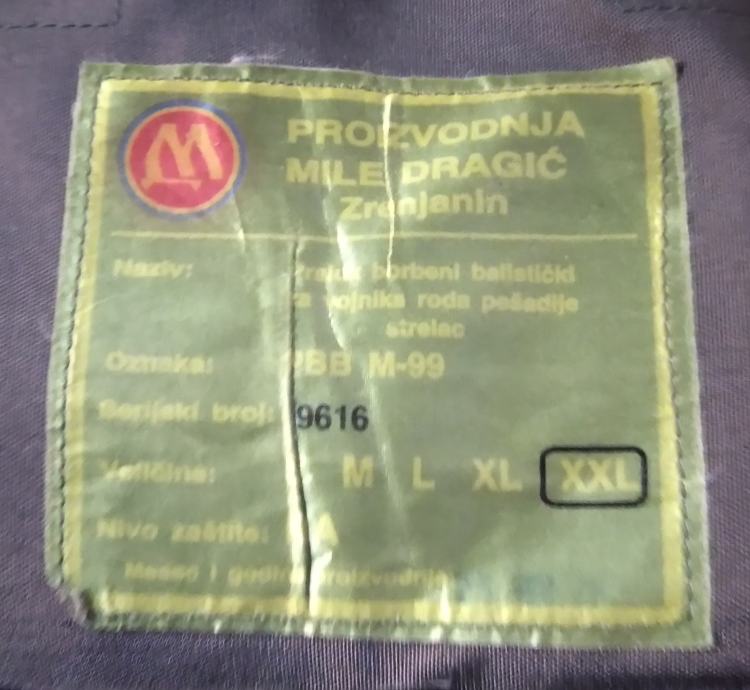 PROIZVODNJA
MILE DRAGIĆ
Zrenjanin
Naziv: Prsluk borbeni balistički
za vojnika roda pešadije
strelac
Oznaka: PBB M-99
Serijski broj: 9616
Veličina: M L XL XXL
Nivo zaštite: A
Mesec i godina proizvodnje